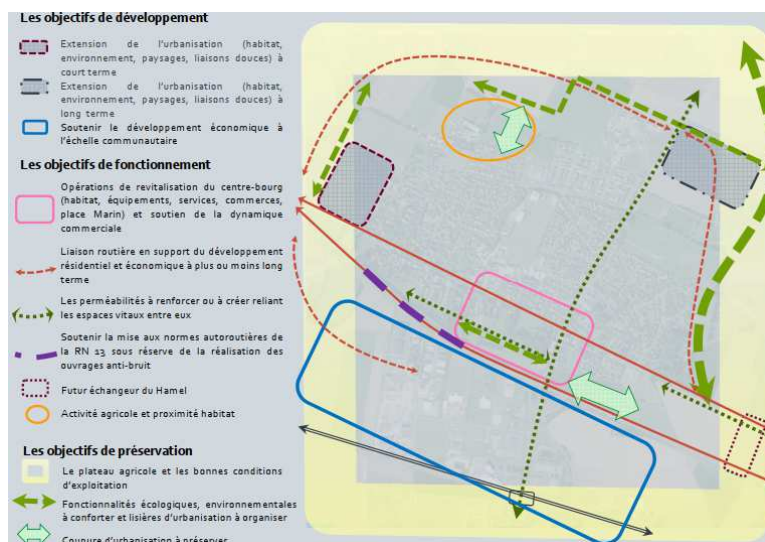 Les objectifs de développement
Extension de l'urbanisation (habitat,
environnement, paysages, liaisons douces) à
court terme
Extension de l'urbanisation (habitat,
environnement, paysages, liaisons douces) à
long terme
Soutenir le développement économique à
l'échelle communautaire
Les objectifs de fonctionnement
Opérations de revitalisation du centre-bourg
(habitat, équipements, services, commerces,
place Marin) et soutien de la dynamique
commerciale
Liaison routière en support du développement
résidentiel et économique à plus ou moins long
terme
Les perméabilités à renforcer ou à créer reliant
les espaces vitaux entre eux
Soutenir la mise aux normes autoroutières de
la RN 13 sous réserve de la réalisation des
ouvrages anti-bruit
Futur échangeur du Hamel
Activité agricole et proximité habitat
Les objectifs de préservation
Le plateau agricole et les bonnes conditions
d'exploitation
Fonctionnalités écologiques, environnementales
à conforter et lisières d'urbanisation à organiser
Coupure d'urbanisation à préserver